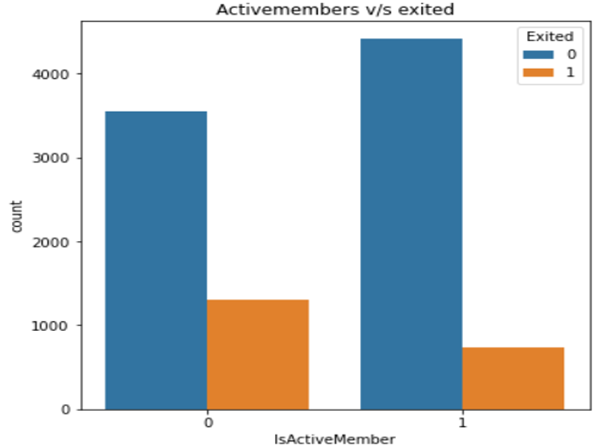 Activemembers v/s exited
Exited
0
1
4000
3000
2000
1000
0
count
0 1
IsActiveMember